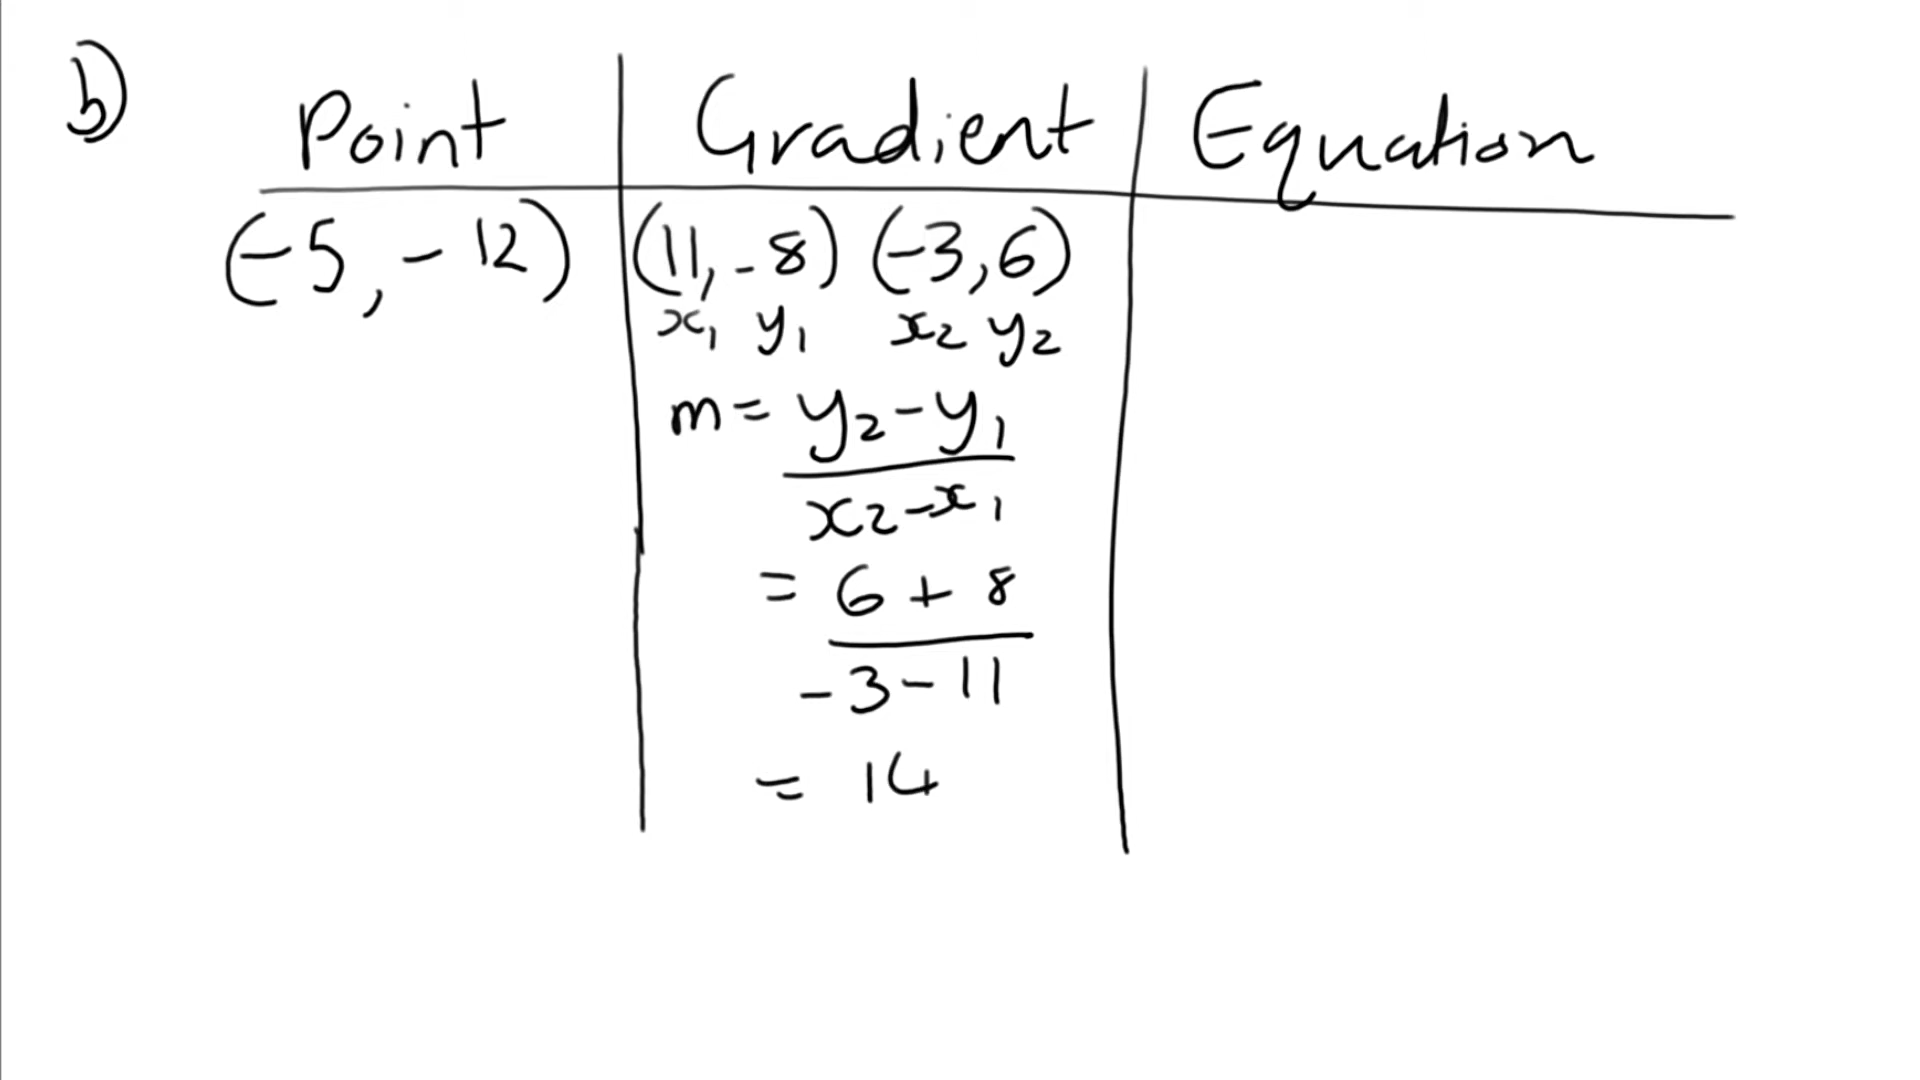 b)
Point Gradient Equation
(-5, -12) (11, -8) (-3, 6)
x₁ y₁ x₂ y₂
m = y₂ - y₁
x₂ - x₁
= 6 + 8
-3 - 11
= 14